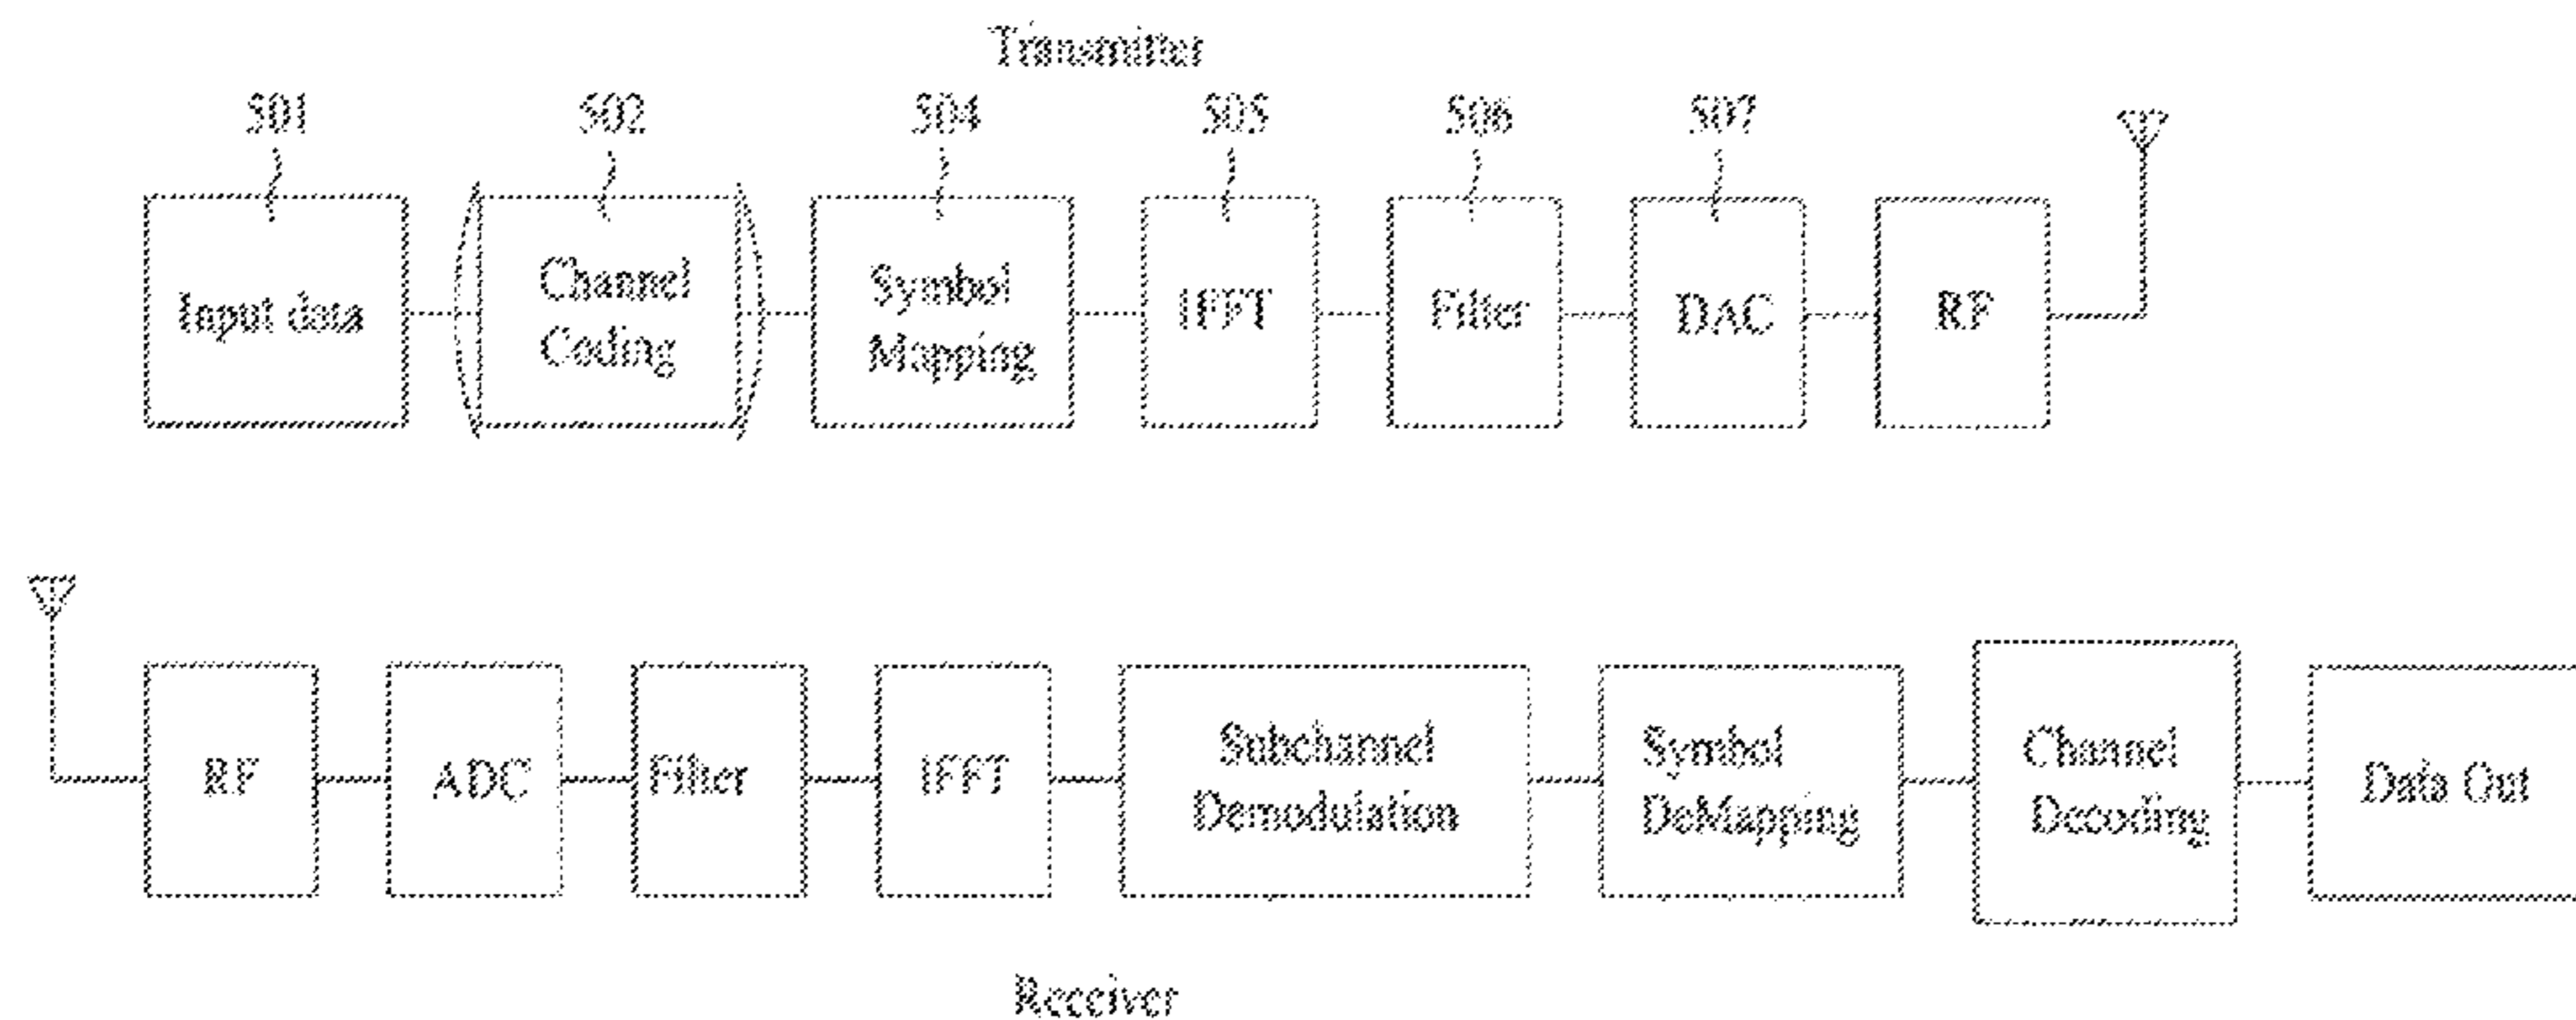 Transmitter
501 502 504 505 506 507
Input data
Channel
Coding
Symbol
Mapping
IFFT
Filter
DAC
RF
RF
ADC
Filter
IFFT
Subchannel
Demodulation
Symbol
DeMapping
Channel
Decoding
Data Out
Receiver